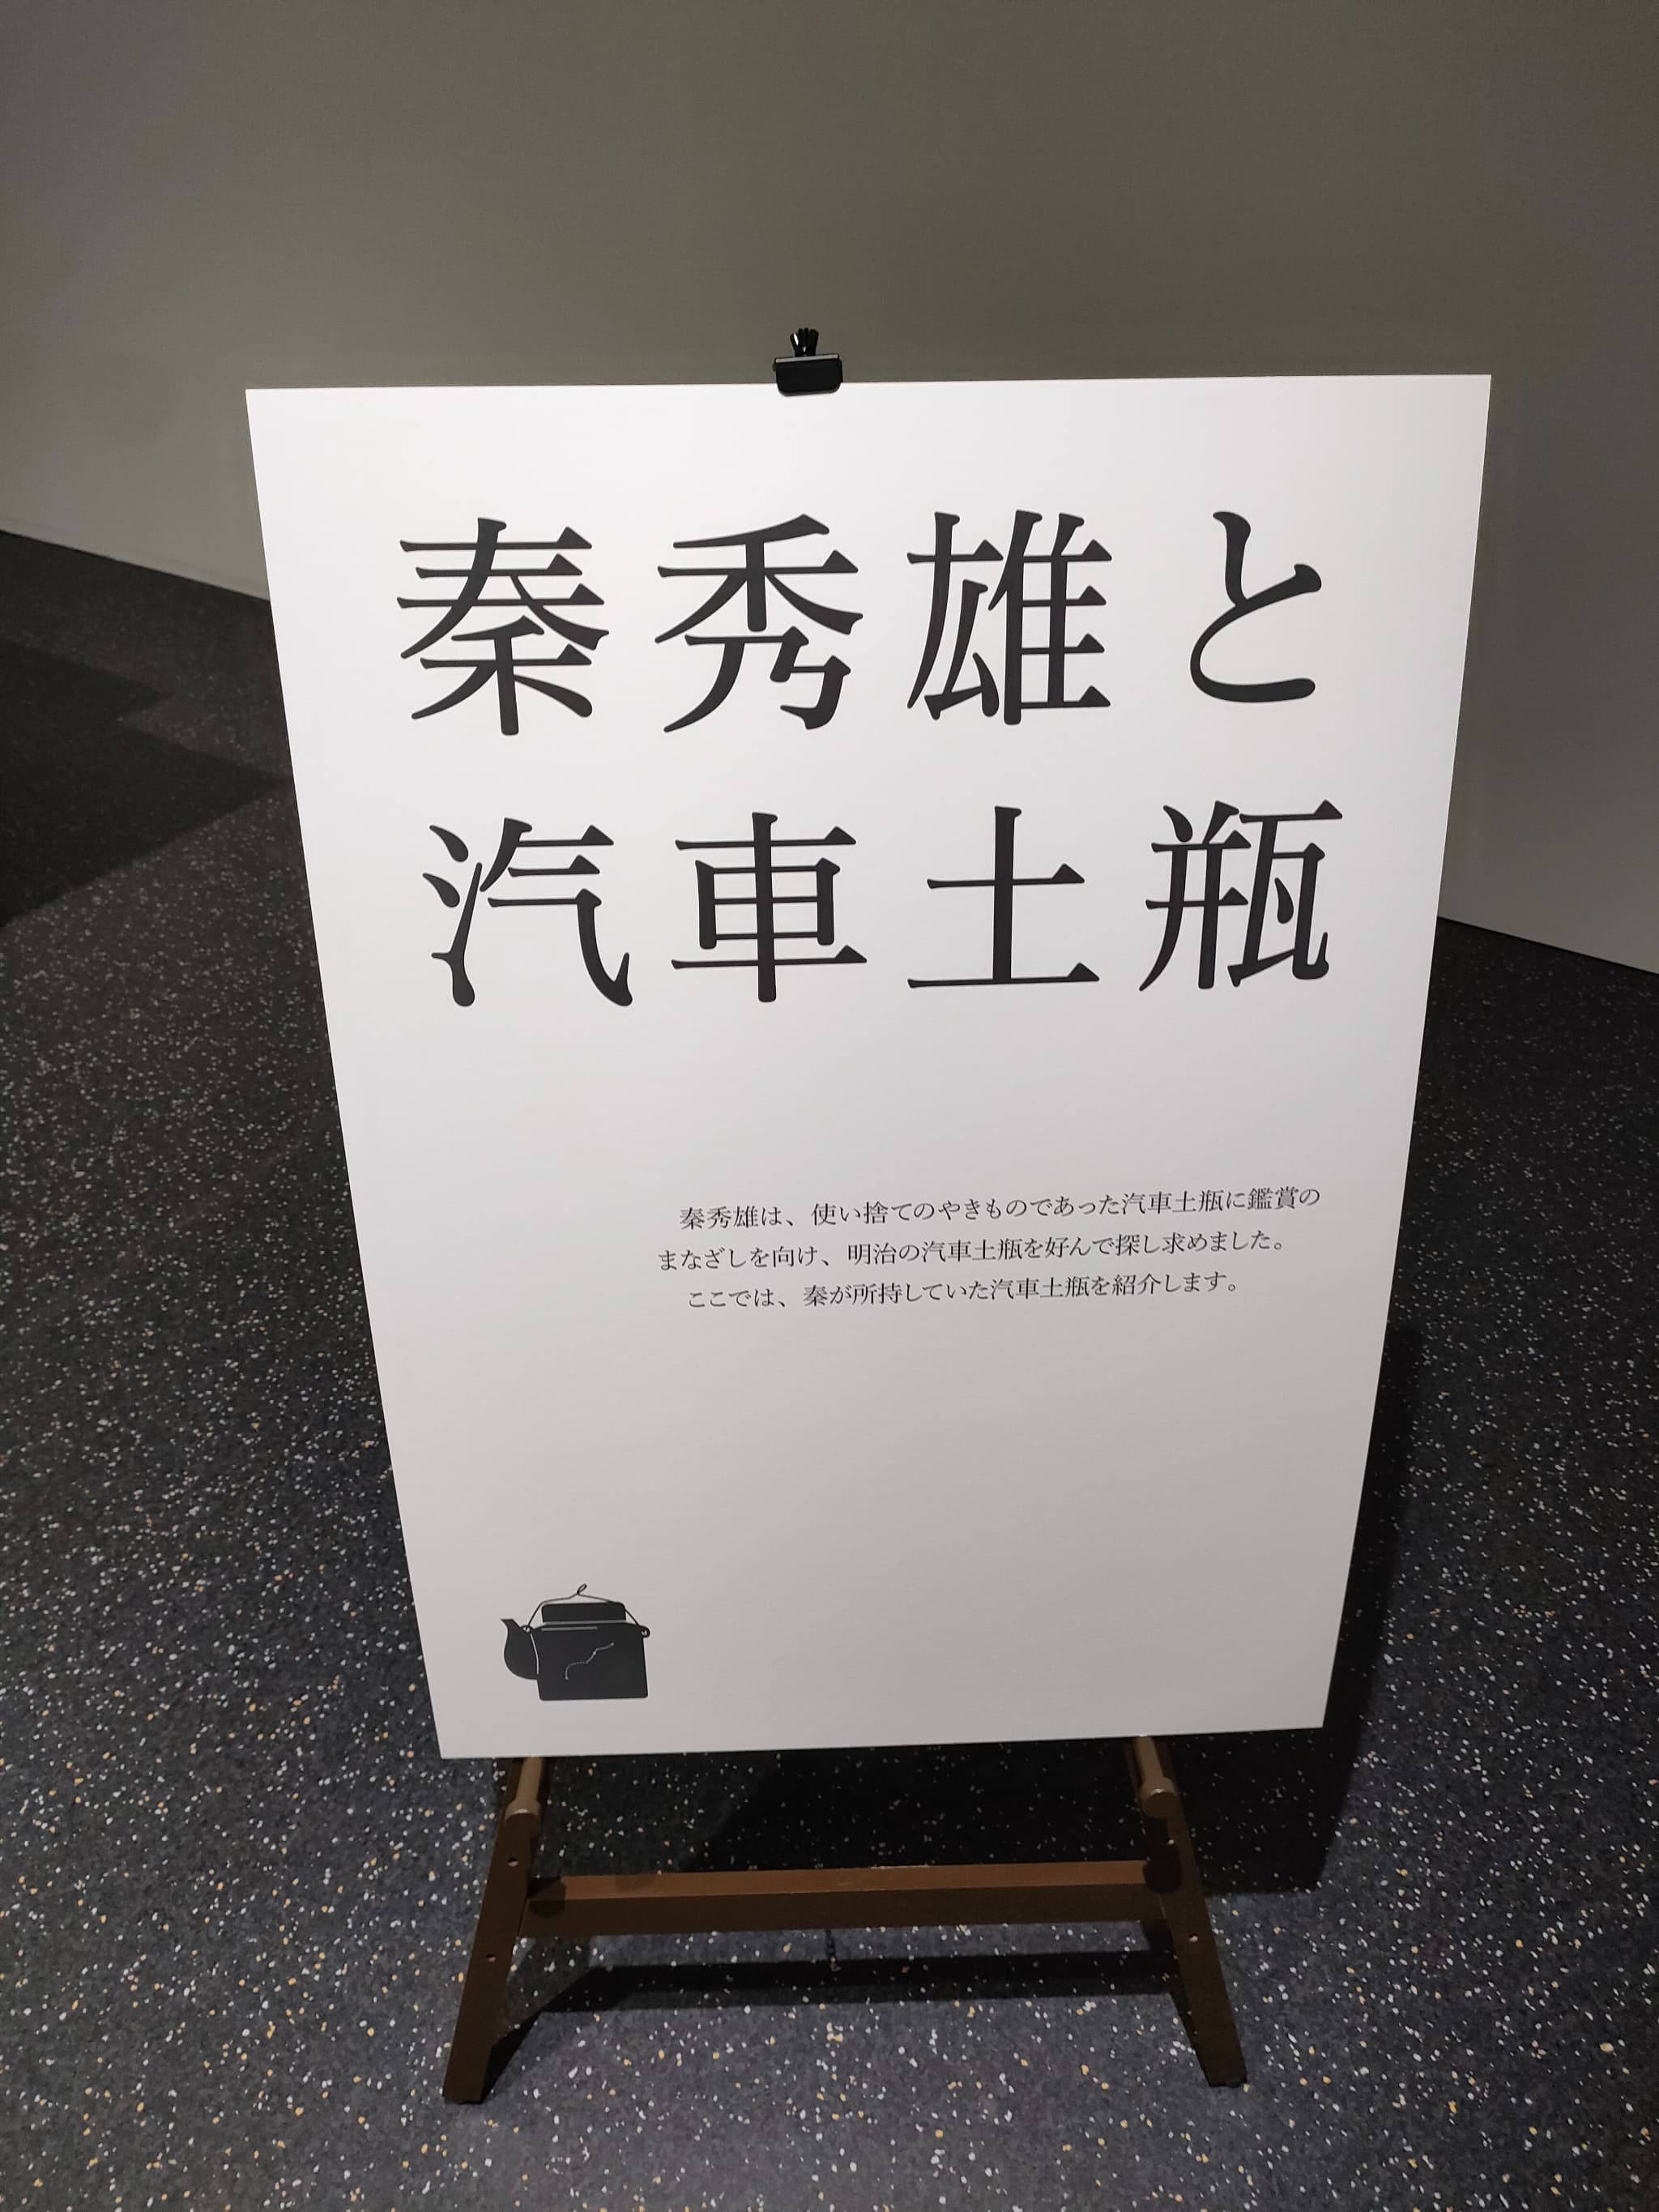 秦秀雄と
汽車土瓶
秦秀雄は、使い捨てのやきものであった汽車土瓶に鑑賞の
まなざしを向け、明治の汽車土瓶を好んで探し求めました。
ここでは、秦が所持していた汽車土瓶を紹介します。